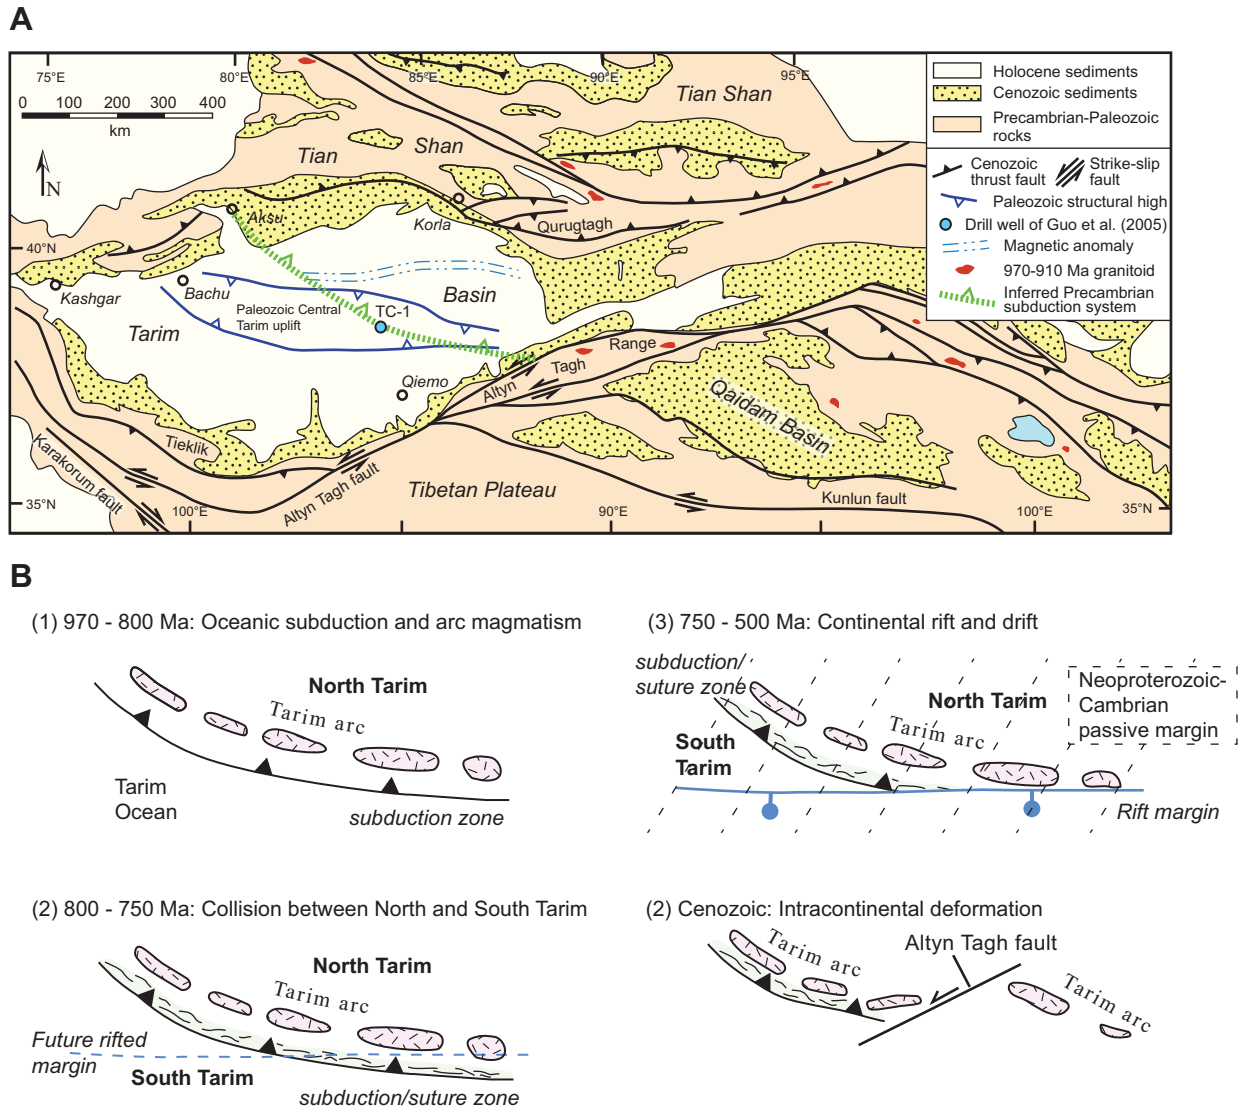 A
75°E
80°E
85°E
90°E
95°E
0 100 200 300 400
km
N
Tian Shan
Shan
Tian
Aksu
Korla
Qurugtagh
40°N
Kashgar
Bachu
Basin
Paleozoic Central
Tarim uplift
TC-1
Tarim
Range
Tagh
Altyn
Qiemo
Qaidam Basin
Tieklik
Karakorum fault
Altyn Tagh fault
Tibetan Plateau
Kunlun fault
35°N
100°E
90°E
100°E
35°N
Holocene sediments
Cenozoic sediments
Precambrian-Paleozoic
rocks
Cenozoic
thrust fault
Strike-slip
fault
Paleozoic structural high
Drill well of Guo et al. (2005)
Magnetic anomaly
970-910 Ma granitoid
Inferred Precambrian
subduction system
B
(1) 970 - 800 Ma: Oceanic subduction and arc magmatism
North Tarim
Tarim arc
Tarim
Ocean
subduction zone
(2) 800 - 750 Ma: Collision between North and South Tarim
North Tarim
Tarim arc
Future rifted
margin
South Tarim
subduction/suture zone
(3) 750 - 500 Ma: Continental rift and drift
subduction/
suture zone
North Tarim
Neoproterozoic-
Cambrian
passive margin
Tarim arc
South
Tarim
Rift margin
(2) Cenozoic: Intracontinental deformation
Altyn Tagh fault
Tarim arc
Tarim arc